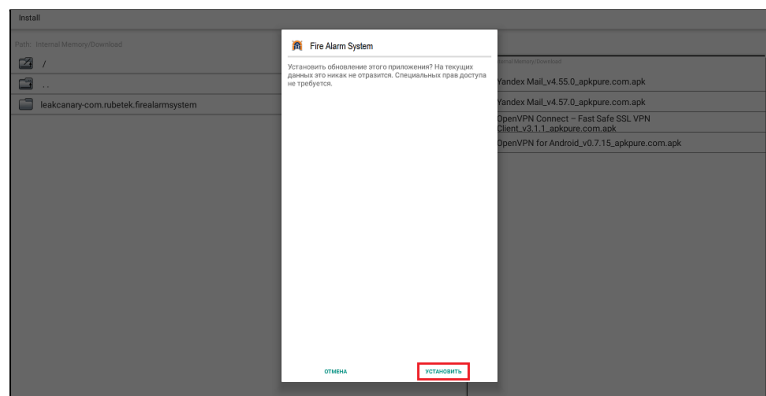 Install
Path: Internal Memory/Download
/
. .
leakcanary-com.rubetek.firealarmsystem
Fire Alarm System
Установить обновление этого приложения? На текущих
данных это никак не отразится. Специальных прав доступа
не требуется.
ОТМЕНА
УСТАНОВИТЬ
Memory/Download
Yandex Mail_v4.55.0_apkpure.com.apk
Yandex Mail_v4.57.0_apkpure.com.apk
OpenVPN Connect – Fast Safe SSL VPN
Client_v3.1.1_apkpure.com.apk
OpenVPN for Android_v0.7.15_apkpure.com.apk